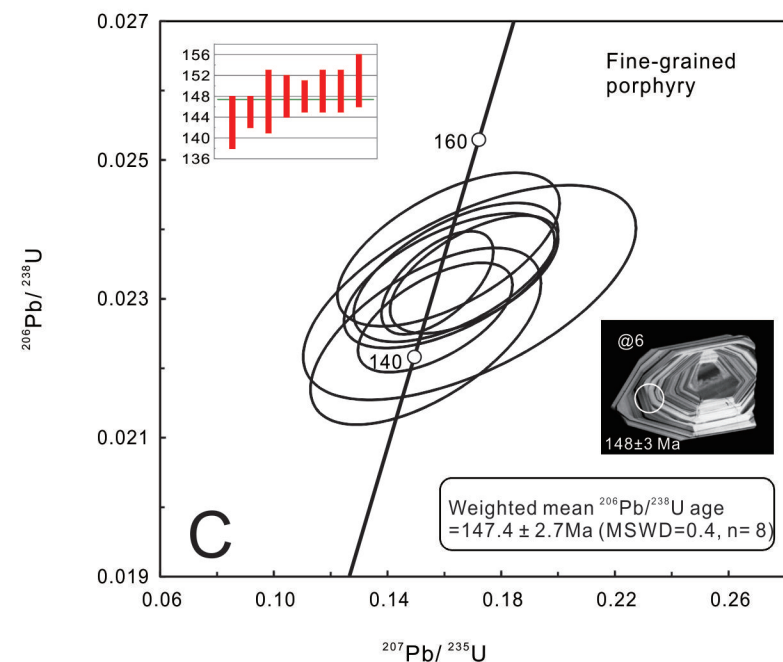 0.027
156
152
148
144
140
136
Fine-grained
porphyry
160
0.025
206Pb/ 238U
0.023
140
@6
148±3 Ma
0.021
Weighted mean 206Pb/238U age
=147.4 ± 2.7Ma (MSWD=0.4, n= 8)
C
0.019
0.06 0.10 0.14 0.18 0.22 0.26
207Pb/ 235U